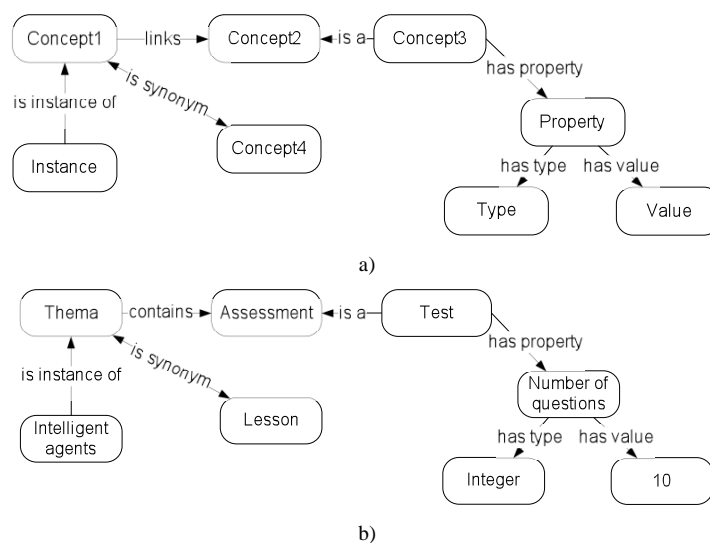 Concept1 links Concept2 is a Concept3
has property
is instance of is synonym
Property
Instance Concept4 has type has value
Type Value
a)
Thema contains Assessment is a Test
has property
is instance of is synonym
Number of
questions
Intelligent
agents
Lesson has type has value
Integer 10
b)